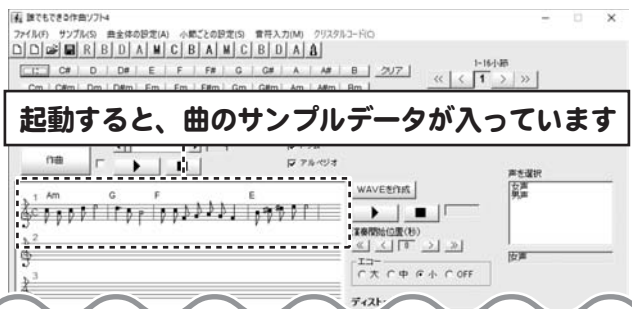 誰でもできる作曲ソフト4
ファイル(F) サンプル(S) 曲全体の設定(A) 小節ごとの設定(S) 音符入力(M) クリスタルコード(C)
R B D A M C B A M C B D A
C C# D D# E F F# G G# A A# B クリア
1-16小節
<< < 1 > >>
Cm C#m Dm D#m Em Fm F#m Gm G#m Am A#m Bm
起動すると、曲のサンプルデータが入っています
作曲
アルペジオ
声を選択
女声
男声
1 Am G F E
WAVEを作成
演奏開始位置(秒)
<< < 0 > >>
2
女声
エコー
大 中 小 OFF
3
ディスト